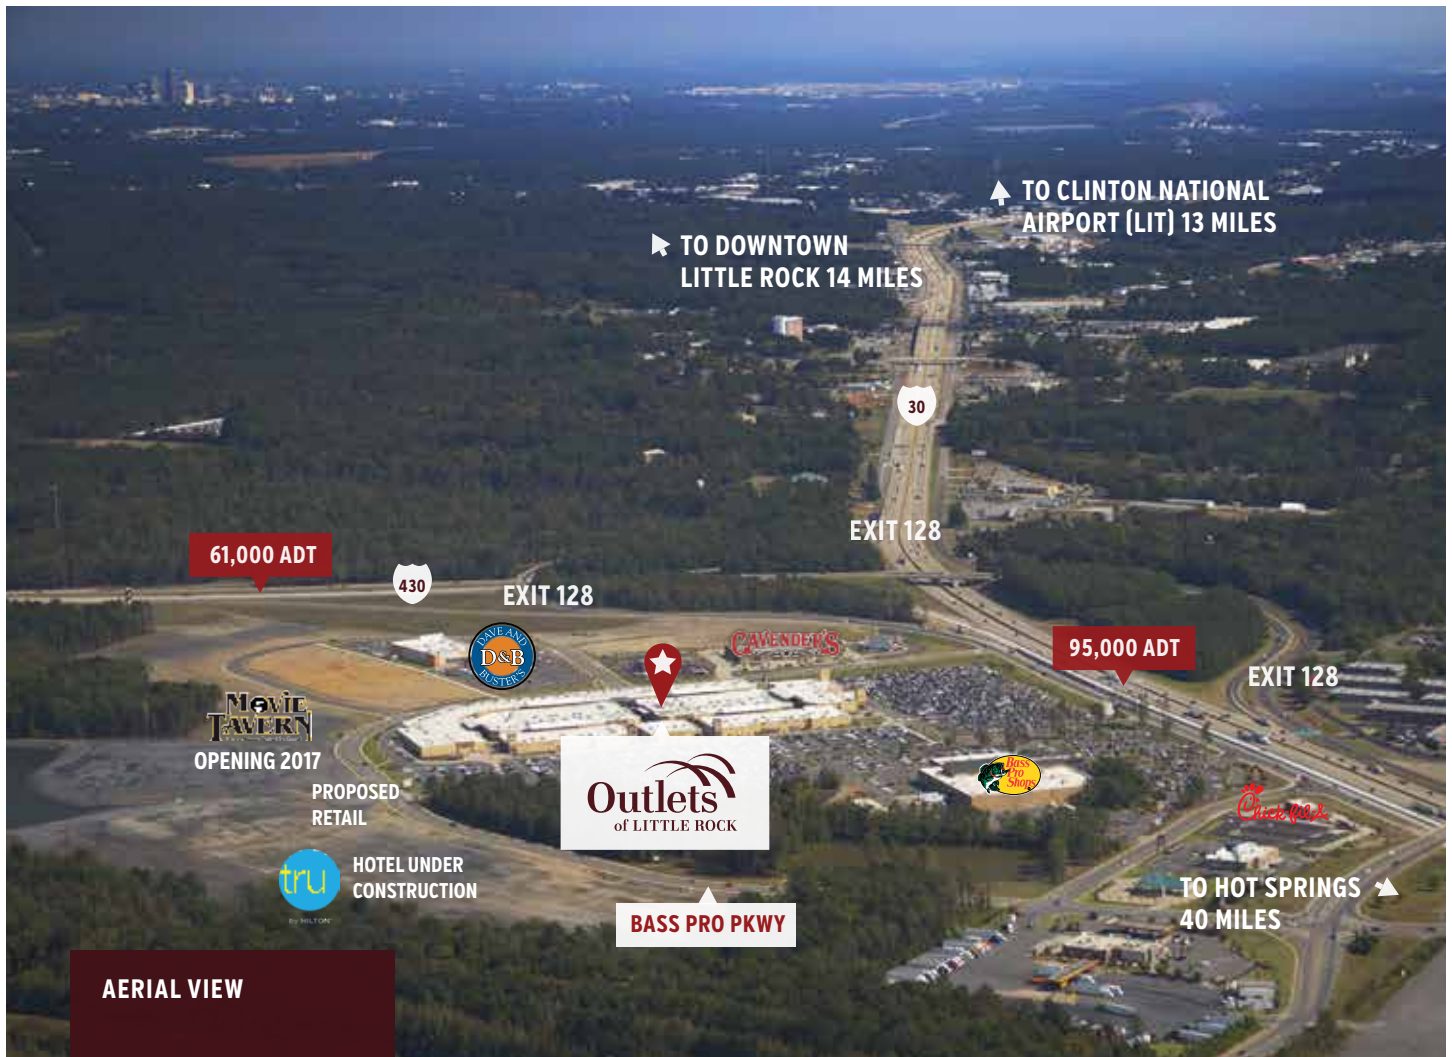 TO CLINTON NATIONAL
AIRPORT (LIT) 13 MILES
TO DOWNTOWN
LITTLE ROCK 14 MILES
30
EXIT 128
61,000 ADT
430
EXIT 128
DAVE AND
D&B
BUSTER'S
CAVENDER'S
95,000 ADT
EXIT 128
MOViE
TAVERN
OPENING 2017
PROPOSED
RETAIL
Outlets
of LITTLE ROCK
Bass
Pro
Shops
Chick-fil-A
tru
by HILTON
HOTEL UNDER
CONSTRUCTION
TO HOT SPRINGS
40 MILES
BASS PRO PKWY
AERIAL VIEW